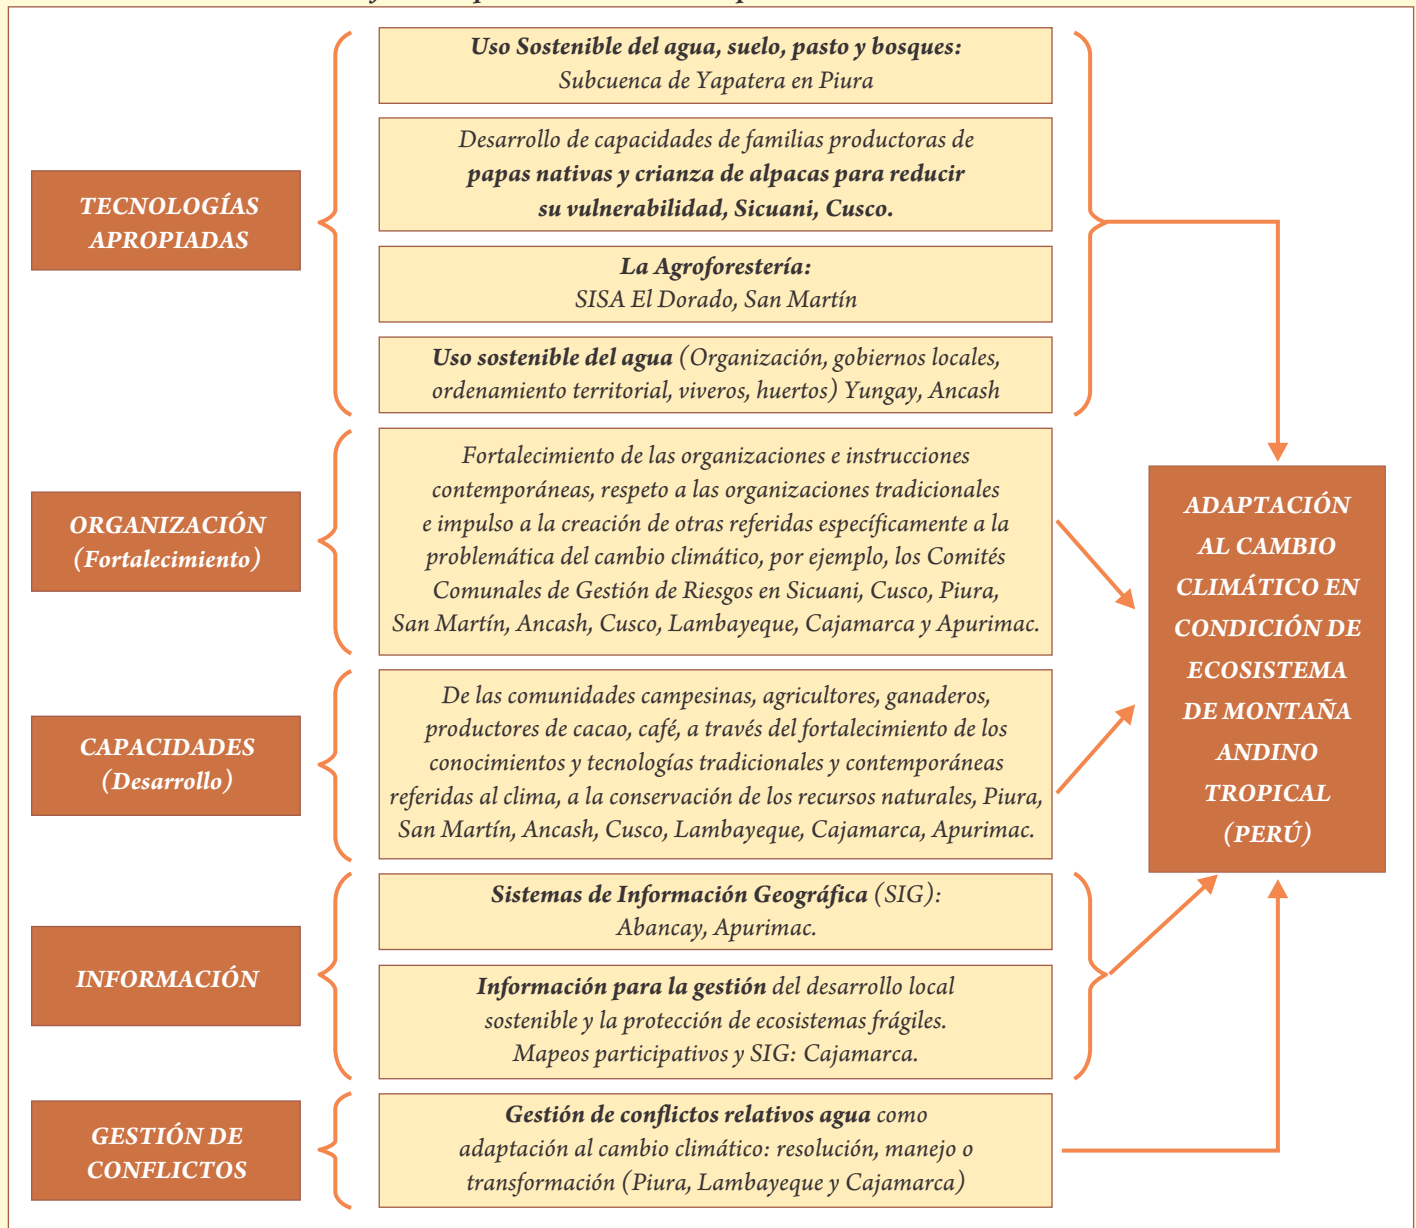 Uso Sostenible del agua, suelo, pasto y bosques:
Subcuenca de Yapatera en Piura
Desarrollo de capacidades de familias productoras de
papas nativas y crianza de alpacas para reducir
su vulnerabilidad, Sicuani, Cusco.
TECNOLOGÍAS
APROPIADAS
La Agroforestería:
SISA El Dorado, San Martín
Uso sostenible del agua (Organización, gobiernos locales,
ordenamiento territorial, viveros, huertos) Yungay, Ancash
ORGANIZACIÓN
(Fortalecimiento)
Fortalecimiento de las organizaciones e instrucciones
contemporáneas, respeto a las organizaciones tradicionales
e impulso a la creación de otras referidas específicamente a la
problemática del cambio climático, por ejemplo, los Comités
Comunales de Gestión de Riesgos en Sicuani, Cusco, Piura,
San Martín, Ancash, Cusco, Lambayeque, Cajamarca y Apurimac.
CAPACIDADES
(Desarrollo)
De las comunidades campesinas, agricultores, ganaderos,
productores de cacao, café, a través del fortalecimiento de los
conocimientos y tecnologías tradicionales y contemporáneas
referidas al clima, a la conservación de los recursos naturales, Piura,
San Martín, Ancash, Cusco, Lambayeque, Cajamarca, Apurimac.
INFORMACIÓN
Sistemas de Información Geográfica (SIG):
Abancay, Apurimac.
Información para la gestión del desarrollo local
sostenible y la protección de ecosistemas frágiles.
Mapeos participativos y SIG: Cajamarca.
GESTIÓN DE
CONFLICTOS
Gestión de conflictos relativos agua como
adaptación al cambio climático: resolución, manejo o
transformación (Piura, Lambayeque y Cajamarca)
ADAPTACIÓN
AL CAMBIO
CLIMÁTICO EN
CONDICIÓN DE
ECOSISTEMA
DE MONTAÑA
ANDINO
TROPICAL
(PERÚ)